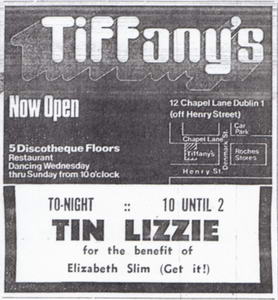 Tiffany's
Now Open
12 Chapel Lane Dublin 1
(off Henry Street)
5 Discotheque Floors
Restaurant
Dancing Wednesday
thru Sunday from 10 o'clock
Car
Park
Chapel Lane
Tiffany's
Denmark St.
Roches
Stores
Henry St.
TO-NIGHT :: 10 UNTIL 2
TIN LIZZIE
for the benefit of
Elizabeth Slim (Get it!)